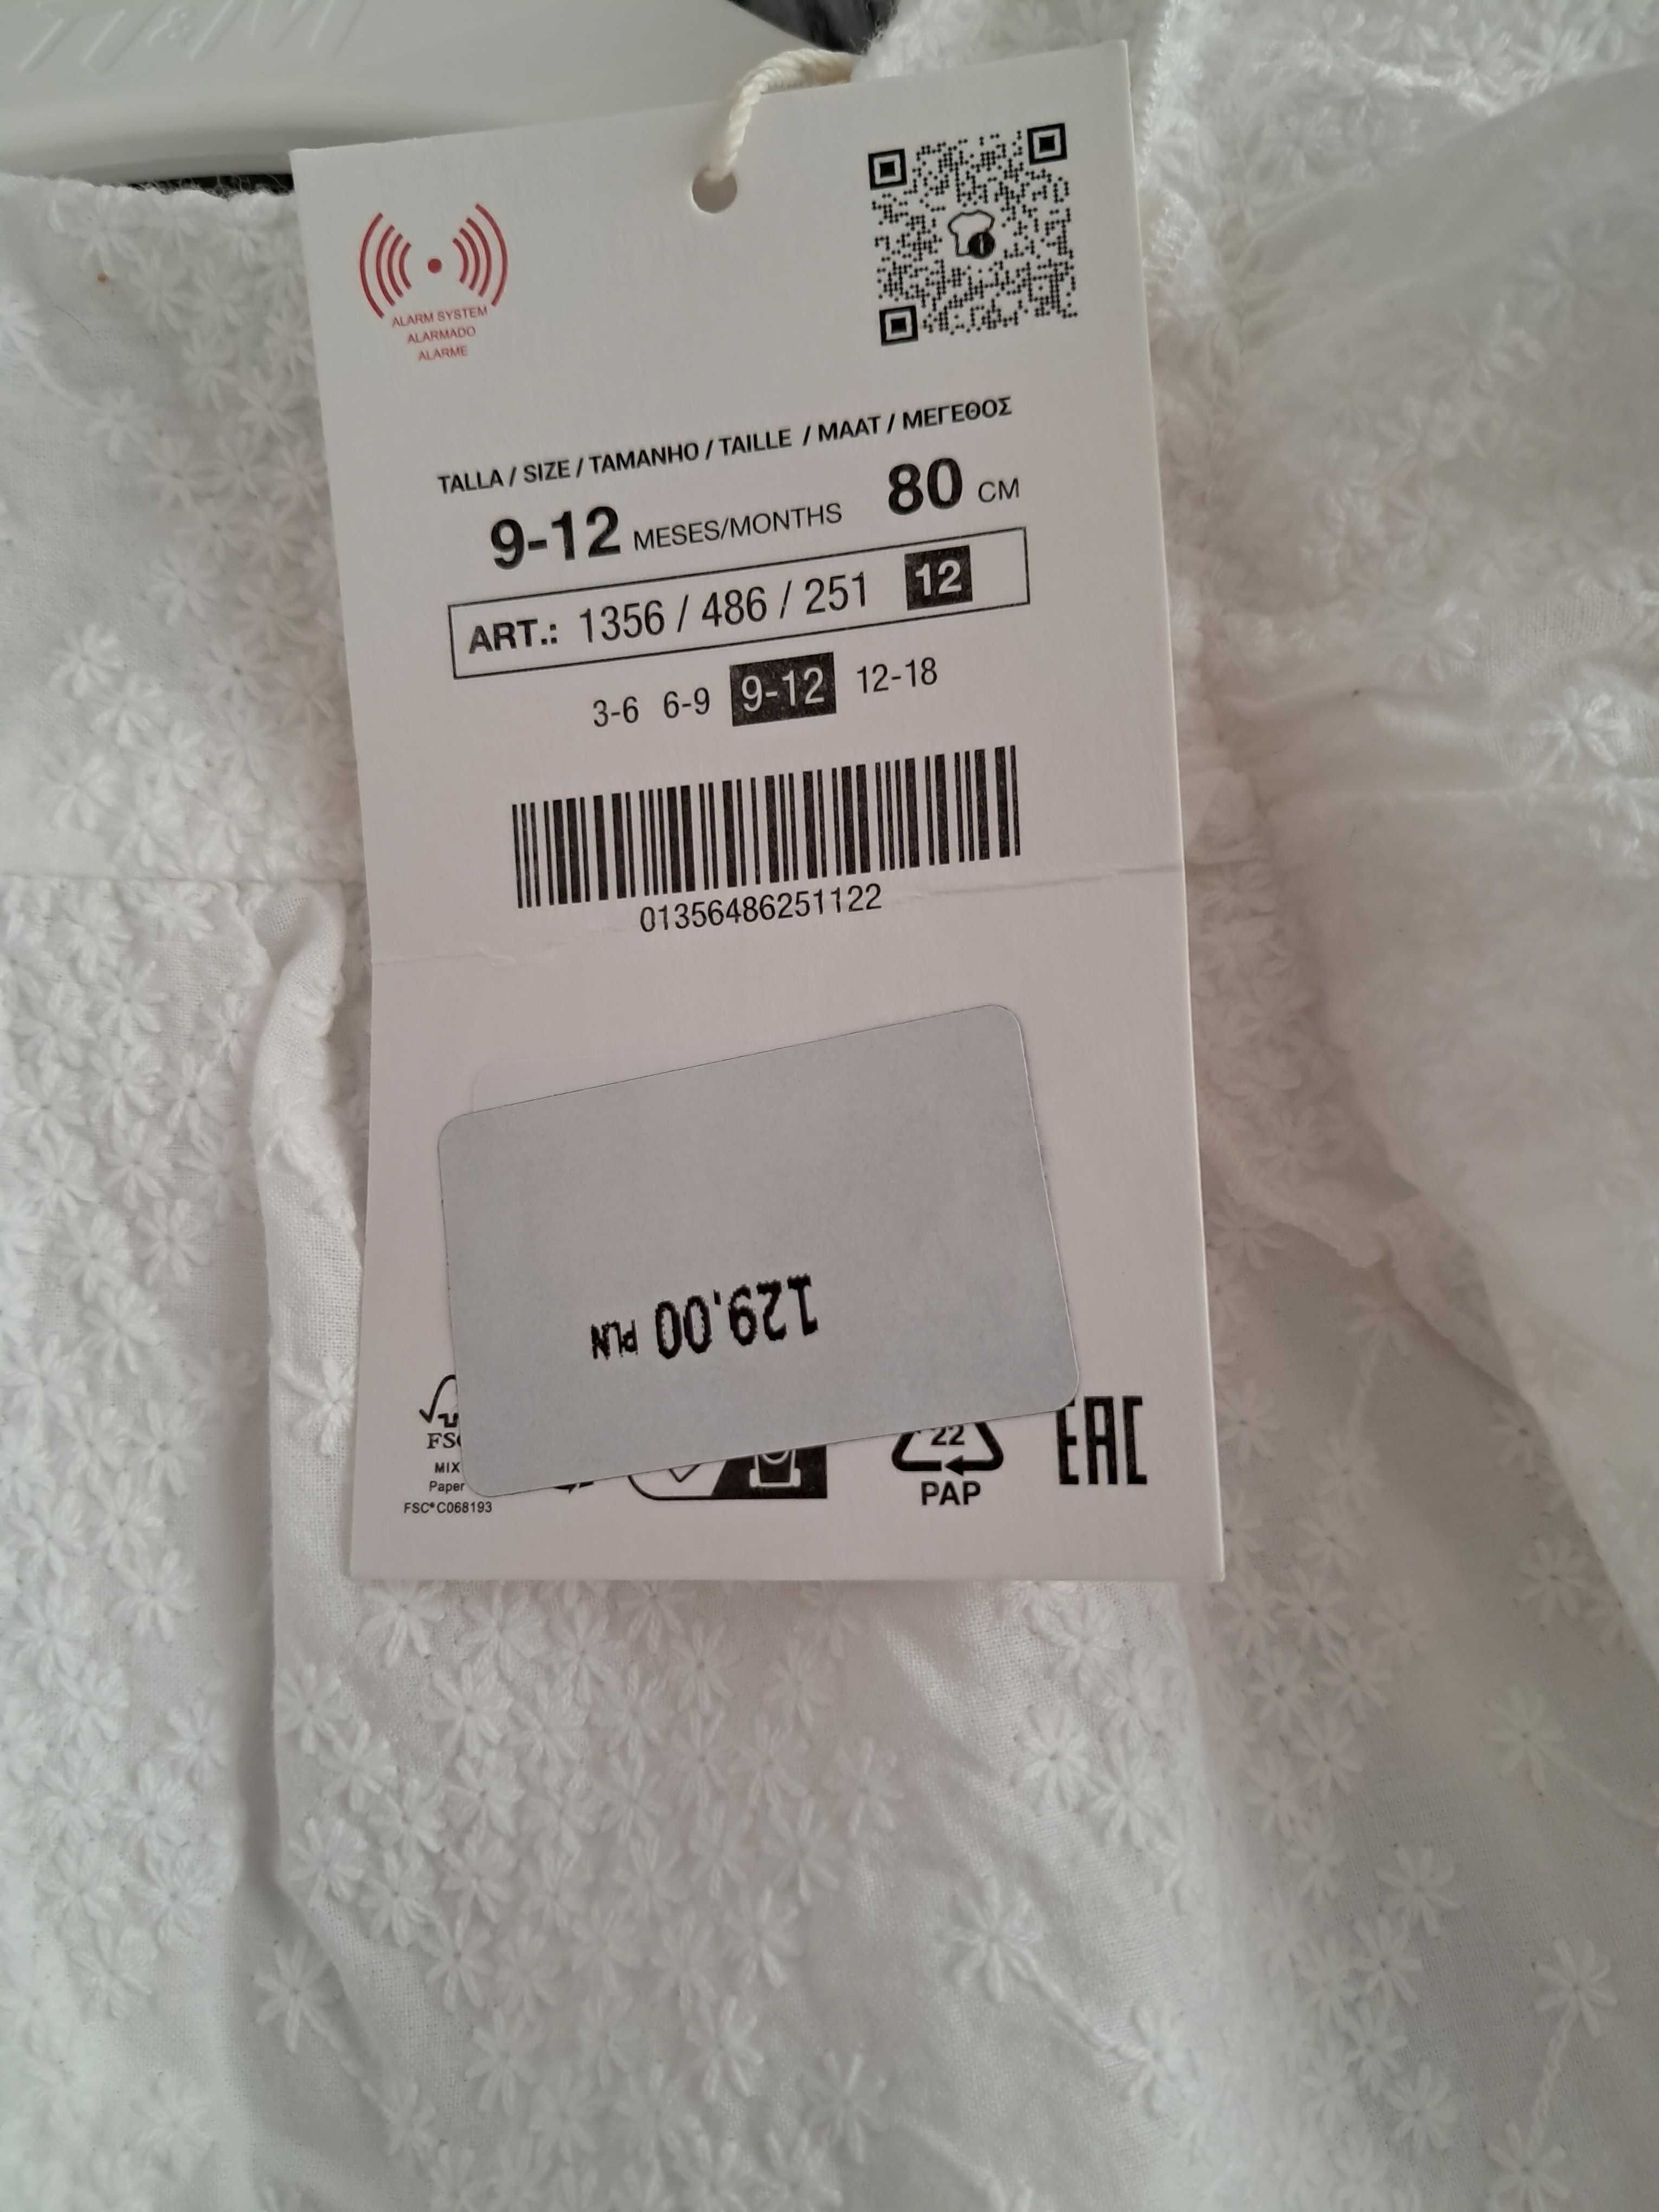 H&M
ALARM SYSTEM
ALARMADO
ALARME
TALLA / SIZE / TAMANHO / TAILLE / MAAT / ΜΕΓΕΘΟΣ
9-12 MESES/MONTHS 80 CM
ART.: 1356 / 486 / 251 12
3-6 6-9 9-12 12-18
01356486251122
129.00 PLN
FSC
MIX
Paper
FSC® C068193
22
PAP
EAC